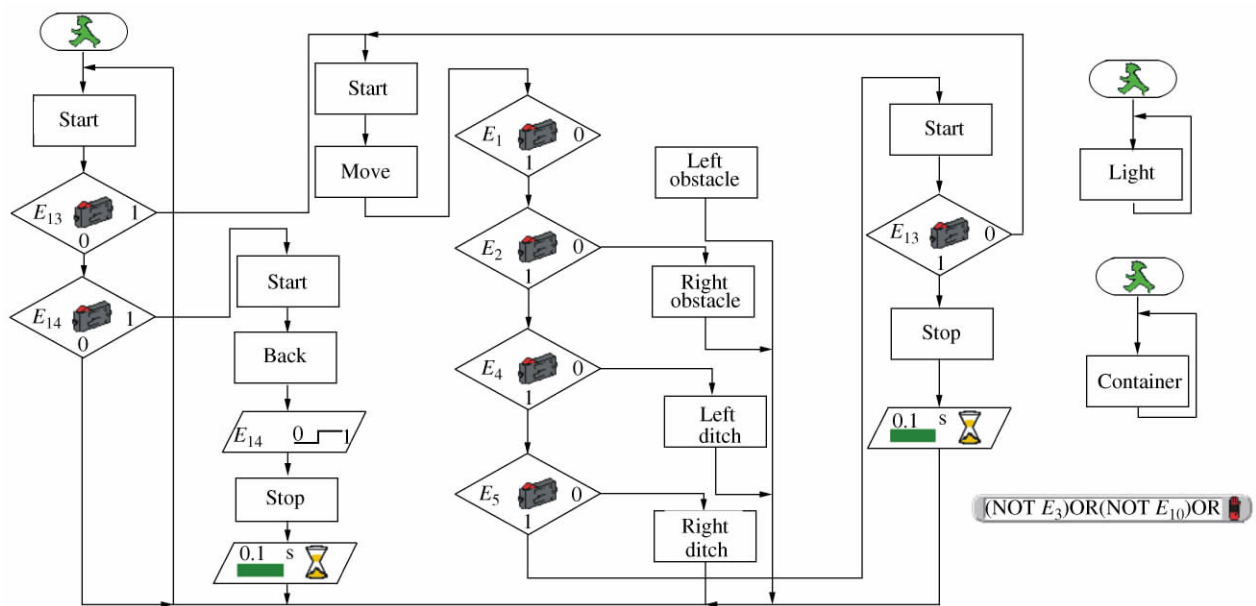 Start
E13
1
0
E14
1
0
Start
Back
E14 0 1
Stop
0.1 s
Start
Move
E1 0
1
E2 0
1
E4 0
1
E5 0
1
Left
obstacle
Right
obstacle
Left
ditch
Right
ditch
Start
E13 0
1
Stop
0.1 s
Light
Container
(NOT E3)OR(NOT E10)OR